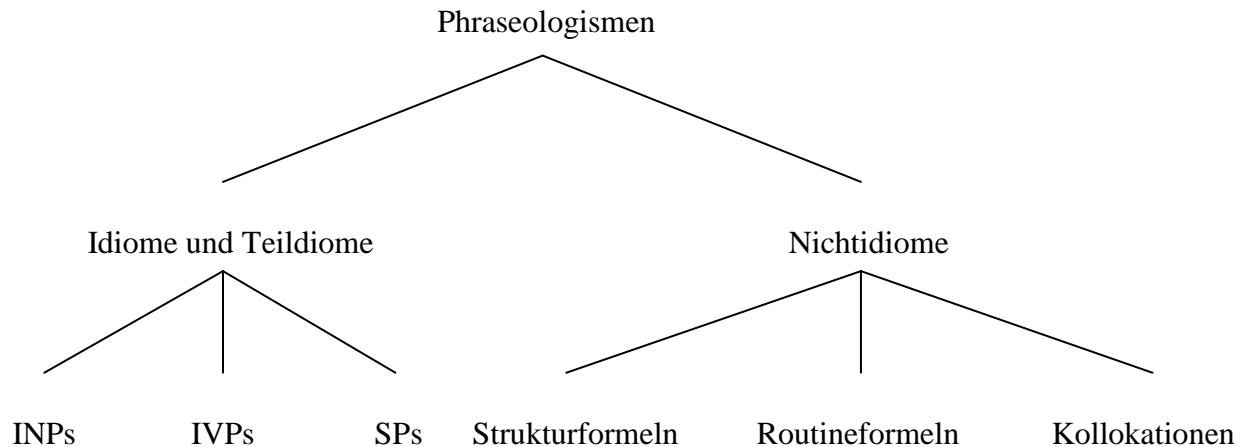 Phraseologismen
Idiome und Teildiome Nichtidiome
INPs IVPs SPs Strukturformeln Routineformeln Kollokationen